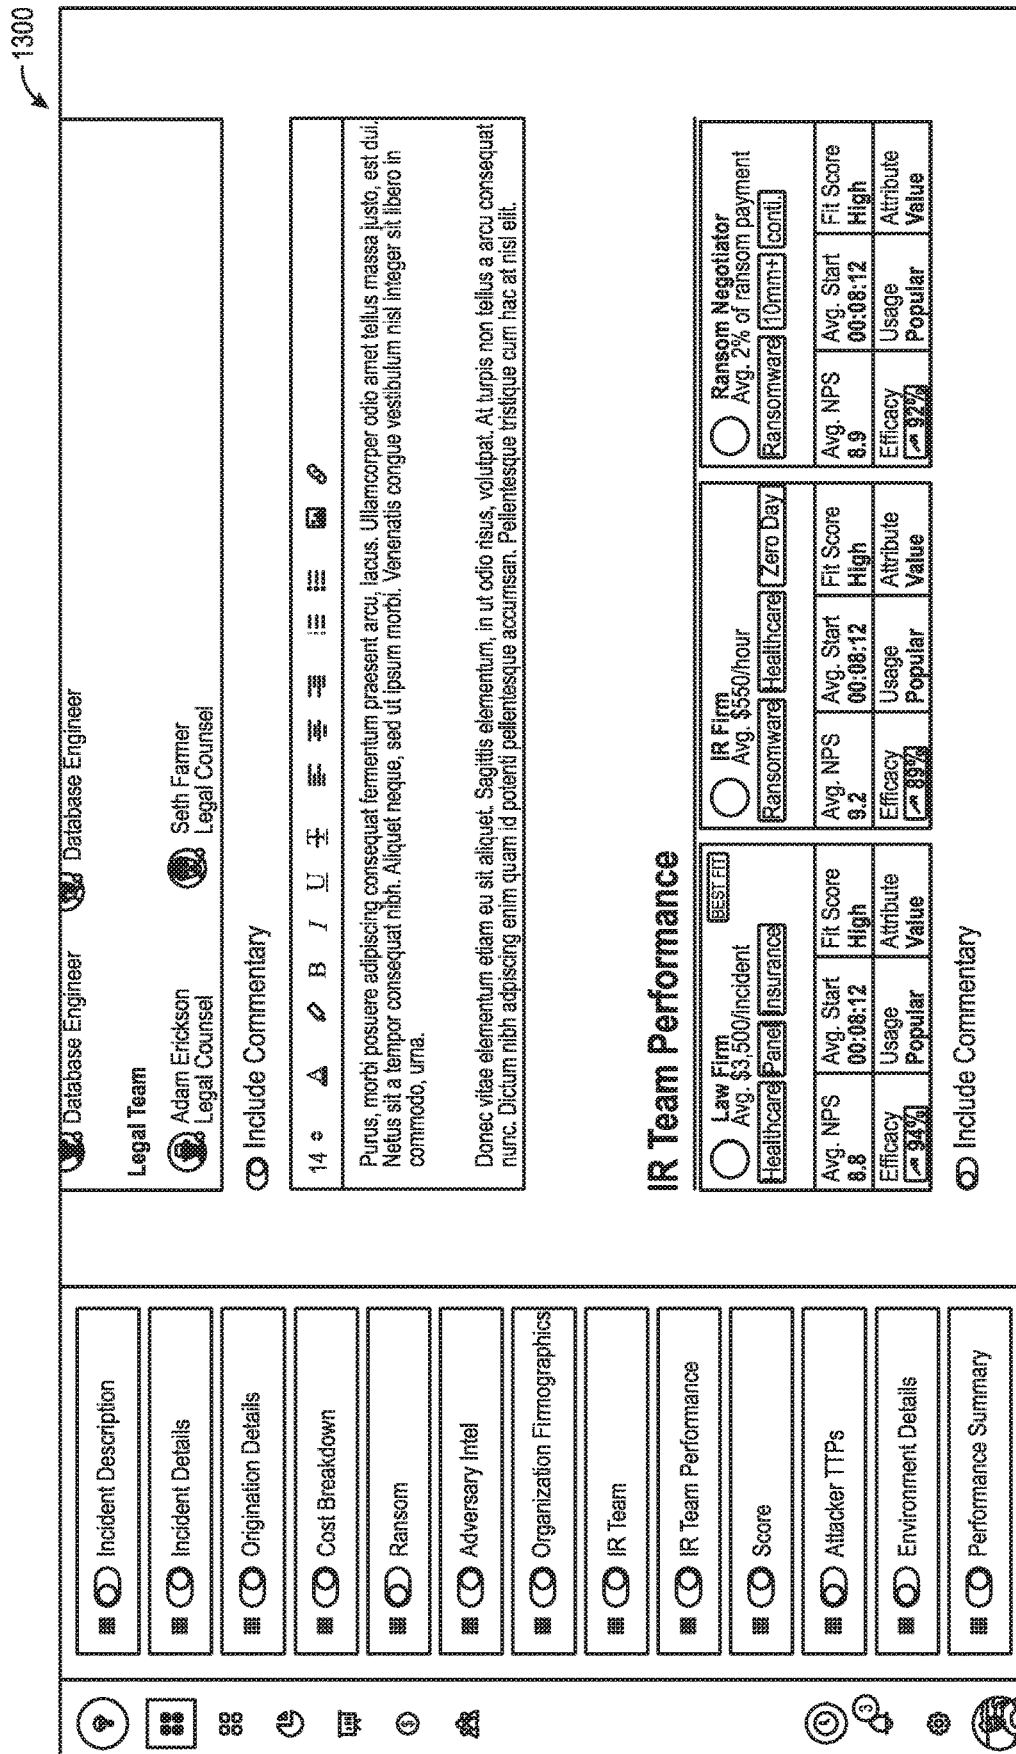 1300
Incident Description
Incident Details
Origination Details
Cost Breakdown
Ransom
Adversary Intel
Organization Firmographics
IR Team
IR Team Performance
Score
Attacker TTPs
Environment Details
Performance Summary
3
Database Engineer
Database Engineer
Legal Team
Adam Erickson
Legal Counsel
Seth Farmer
Legal Counsel
Include Commentary
14 B I U T
Purus, morbi posuere adipiscing consequat fermentum praesent arcu, lacus. Ullamcorper odio amet tellus massa justo, est dui.
Netus sit a tempor consequat nibh. Aliquet neque, sed ut ipsum morbi. Venenatis congue vestibulum nisl integer sit libero in
commodo, urna.
Donec vitae elementum etiam eu sit aliquet. Sagittis elementum, in ut odio risus, volutpat. At turpis non tellus a arcu consequat
nunc. Dictum nibh adpiscing enim quam id potenti pellentesque accumsan. Pellentesque tristique cum hac at nisl elit.
IR Team Performance
Law Firm
BEST FIT
Avg. $3,500/incident
Healthcare Panel Insurance
Avg. NPS Avg. Start Fit Score
8.8 00:08:12 High
Efficacy Usage Attribute
94% Popular Value
IR Firm
Avg. $550/hour
Ransomware Healthcare Zero Day
Avg. NPS Avg. Start Fit Score
9.2 00:08:12 High
Efficacy Usage Attribute
89% Popular Value
Ransom Negotiator
Avg. 2% of ransom payment
Ransomware 10mm+ conti.
Avg. NPS Avg. Start Fit Score
8.9 00:08:12 High
Efficacy Usage Attribute
92% Popular Value
Include Commentary